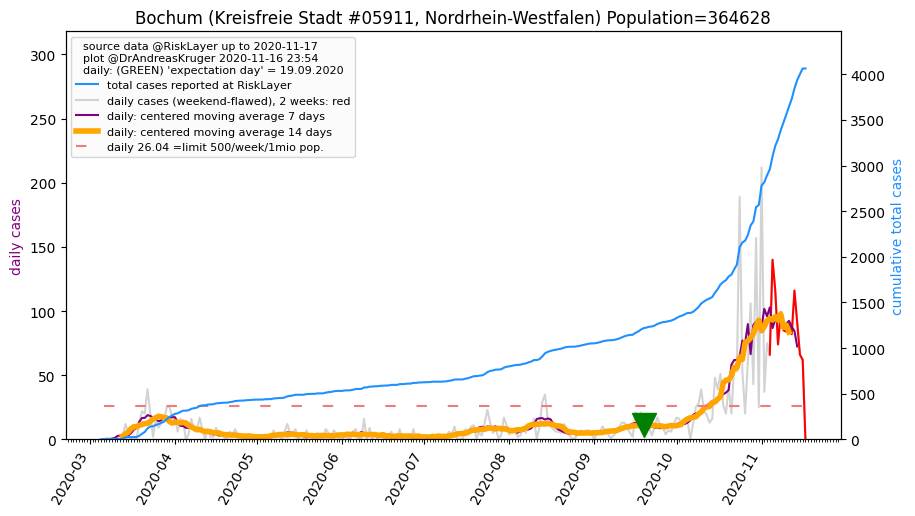 Bochum (Kreisfreie Stadt #05911, Nordrhein-Westfalen) Population=364628
source data @RiskLayer up to 2020-11-17
plot @DrAndreasKruger 2020-11-16 23:54
daily: (GREEN) 'expectation day' = 19.09.2020
total cases reported at RiskLayer
daily cases (weekend-flawed), 2 weeks: red
daily: centered moving average 7 days
daily: centered moving average 14 days
daily 26.04 =limit 500/week/1mio pop.
daily cases
300
250
200
150
100
50
0
cumulative total cases
4000
3500
3000
2500
2000
1500
1000
500
0
2020-03
2020-04
2020-05
2020-06
2020-07
2020-08
2020-09
2020-10
2020-11